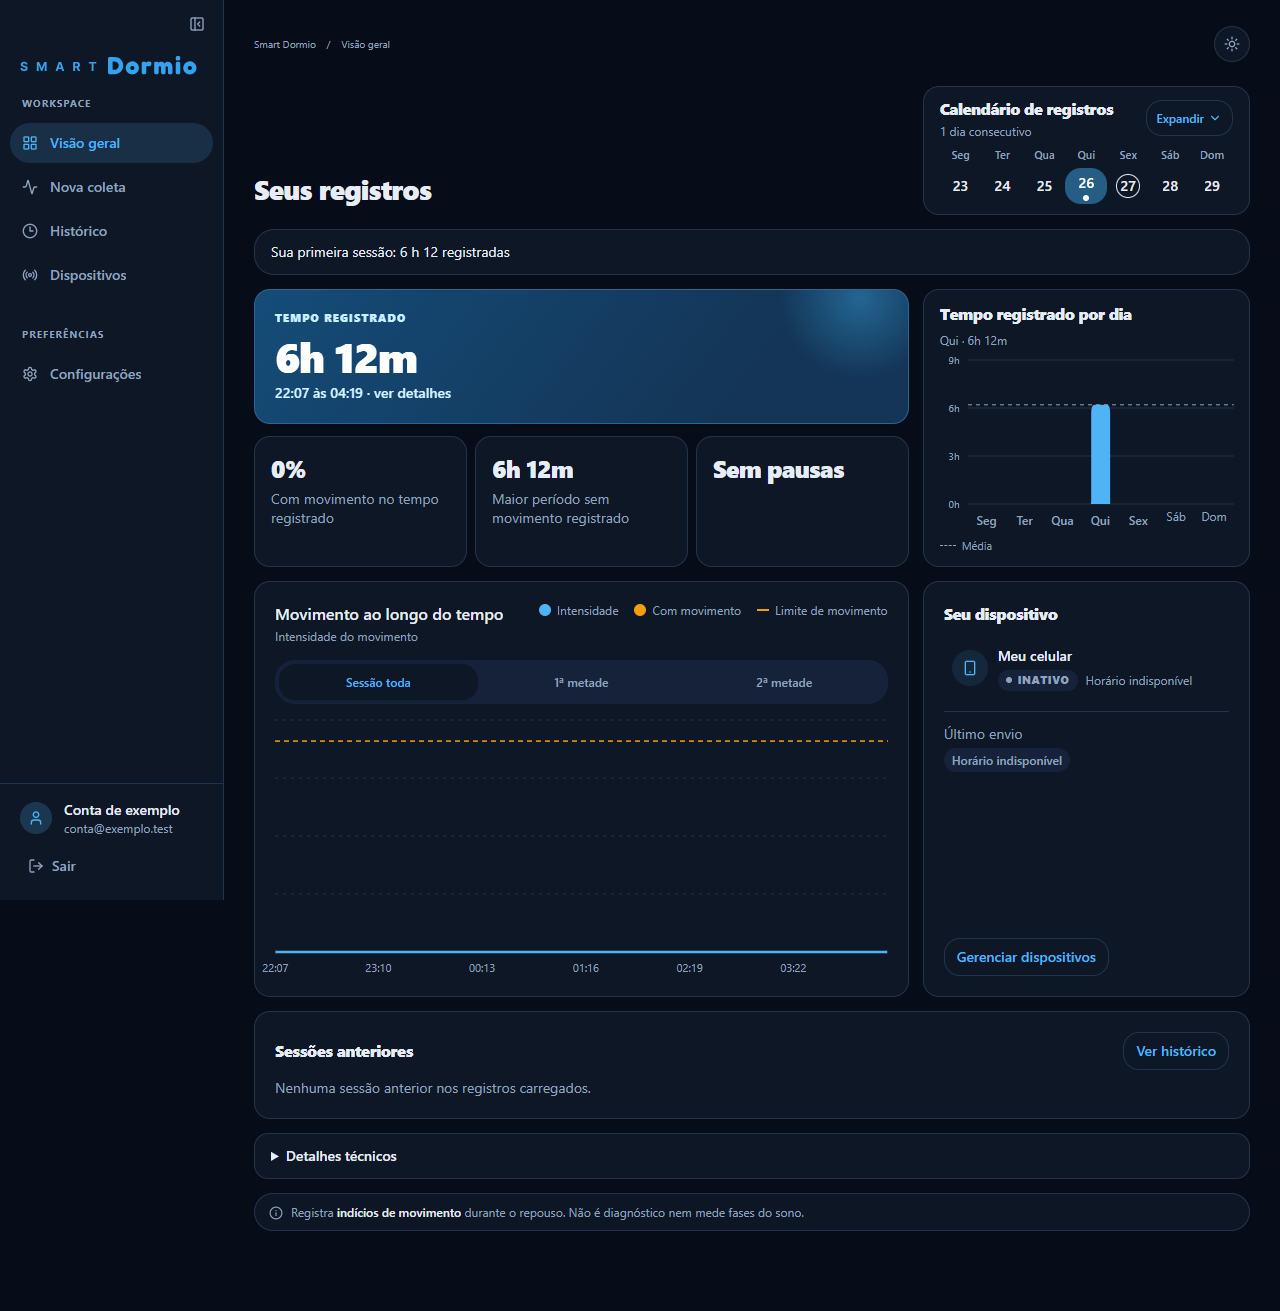 SMART Dormio
WORKSPACE
Visão geral
Nova coleta
Histórico
Dispositivos
PREFERÊNCIAS
Configurações
Conta de exemplo
conta@exemplo.test
Sair
Smart Dormio / Visão geral
Seus registros
Calendário de registros
1 dia consecutivo
Expandir
Seg Ter Qua Qui Sex Sáb Dom
23 24 25 26 27 28 29
Sua primeira sessão: 6 h 12 registradas
TEMPO REGISTRADO
6h 12m
22:07 às 04:19 · ver detalhes
0%
Com movimento no tempo
registrado
6h 12m
Maior período sem
movimento registrado
Sem pausas
Tempo registrado por dia
Qui · 6h 12m
9h
6h
3h
0h
Seg Ter Qua Qui Sex Sáb Dom
---- Média
Movimento ao longo do tempo
Intensidade do movimento
Intensidade Com movimento Limite de movimento
Sessão toda 1ª metade 2ª metade
22:07 23:10 00:13 01:16 02:19 03:22
Seu dispositivo
Meu celular
INATIVO Horário indisponível
Último envio
Horário indisponível
Gerenciar dispositivos
Sessões anteriores
Ver histórico
Nenhuma sessão anterior nos registros carregados.
Detalhes técnicos
Registra indícios de movimento durante o repouso. Não é diagnóstico nem mede fases do sono.